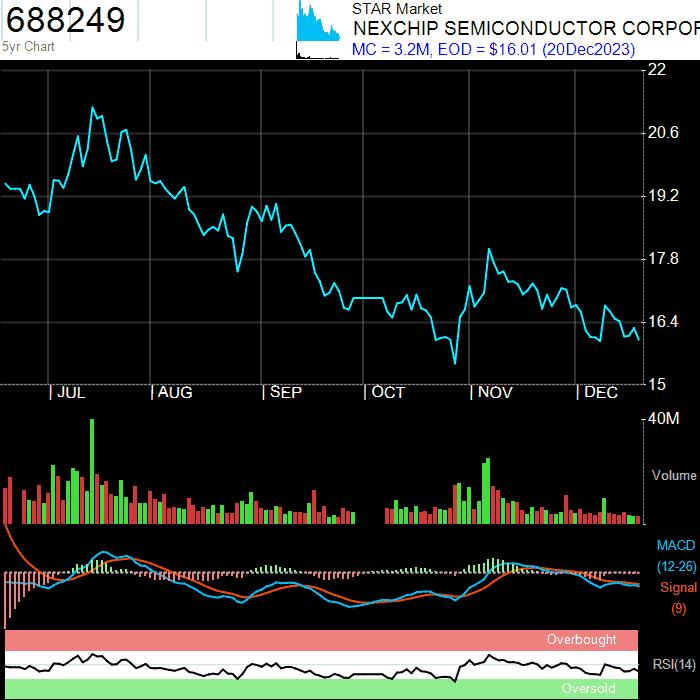 688249
5yr Chart
STAR Market
NEXCHIP SEMICONDUCTOR CORPOR
MC = 3.2M, EOD = $16.01 (20Dec2023)
22
20.6
19.2
17.8
16.4
15
JUL AUG SEP OCT NOV DEC
40M
Volume
MACD
(12-26)
Signal
(9)
Overbought
RSI(14)
Oversold